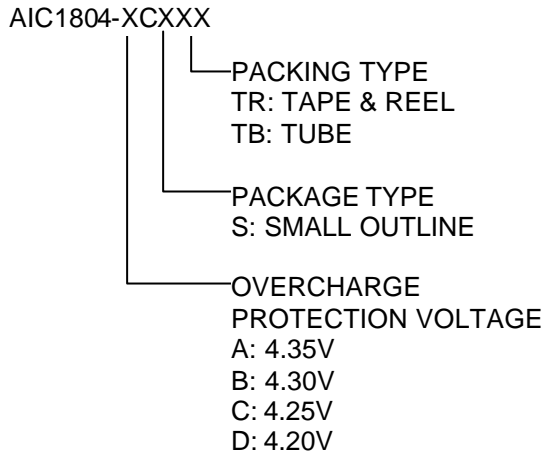 AIC1804-XCXXX
PACKING TYPE
TR: TAPE & REEL
TB: TUBE
PACKAGE TYPE
S: SMALL OUTLINE
OVERCHARGE
PROTECTION VOLTAGE
A: 4.35V
B: 4.30V
C: 4.25V
D: 4.20V